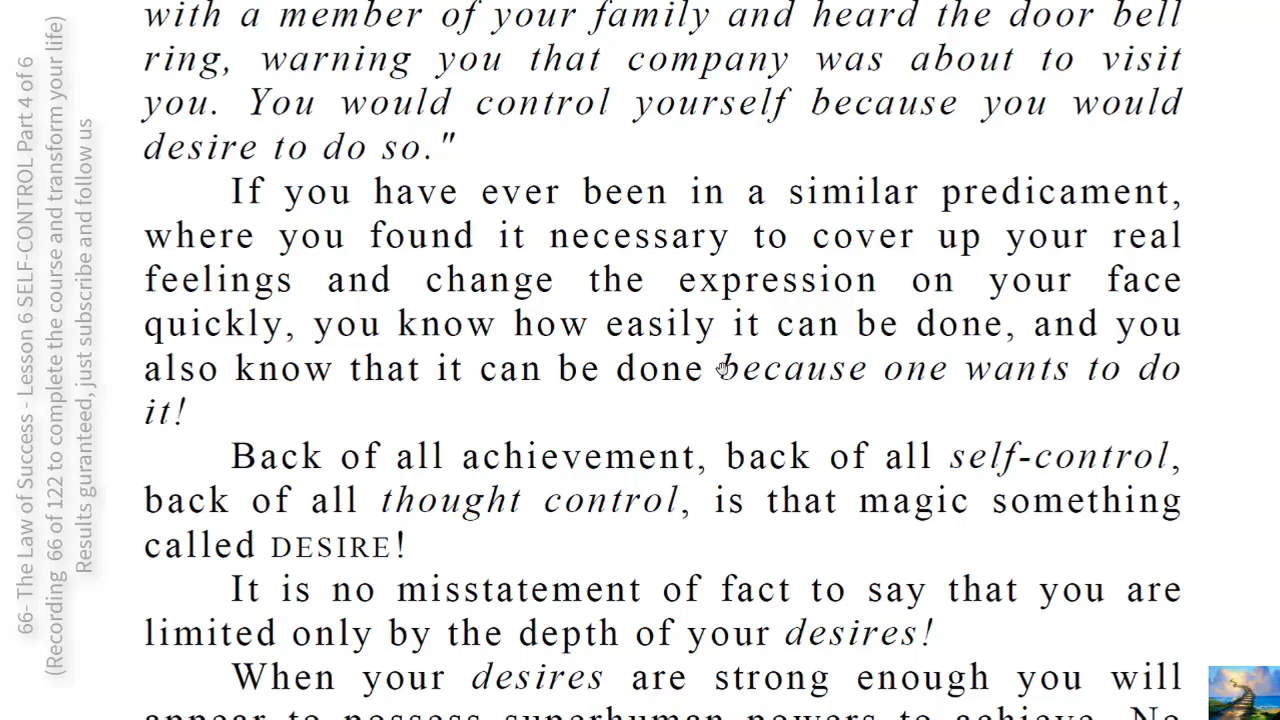 with a member of your family and heard the door bell
ring, warning you that company was about to visit
you. You would control yourself because you would
desire to do so."
If you have ever been in a similar predicament,
where you found it necessary to cover up your real
feelings and change the expression on your face
quickly, you know how easily it can be done, and you
also know that it can be done because one wants to do
it!
Back of all achievement, back of all self-control,
back of all thought control, is that magic something
called DESIRE!
It is no misstatement of fact to say that you are
limited only by the depth of your desires!
When your desires are strong enough you will
appear to possess superhuman powers to achieve. No
66- The Law of Success - Lesson 6 SELF-CONTROL Part 4 of 6
(Recording 66 of 122 to complete the course and transform your life)
Results guranteed, just subscribe and follow us